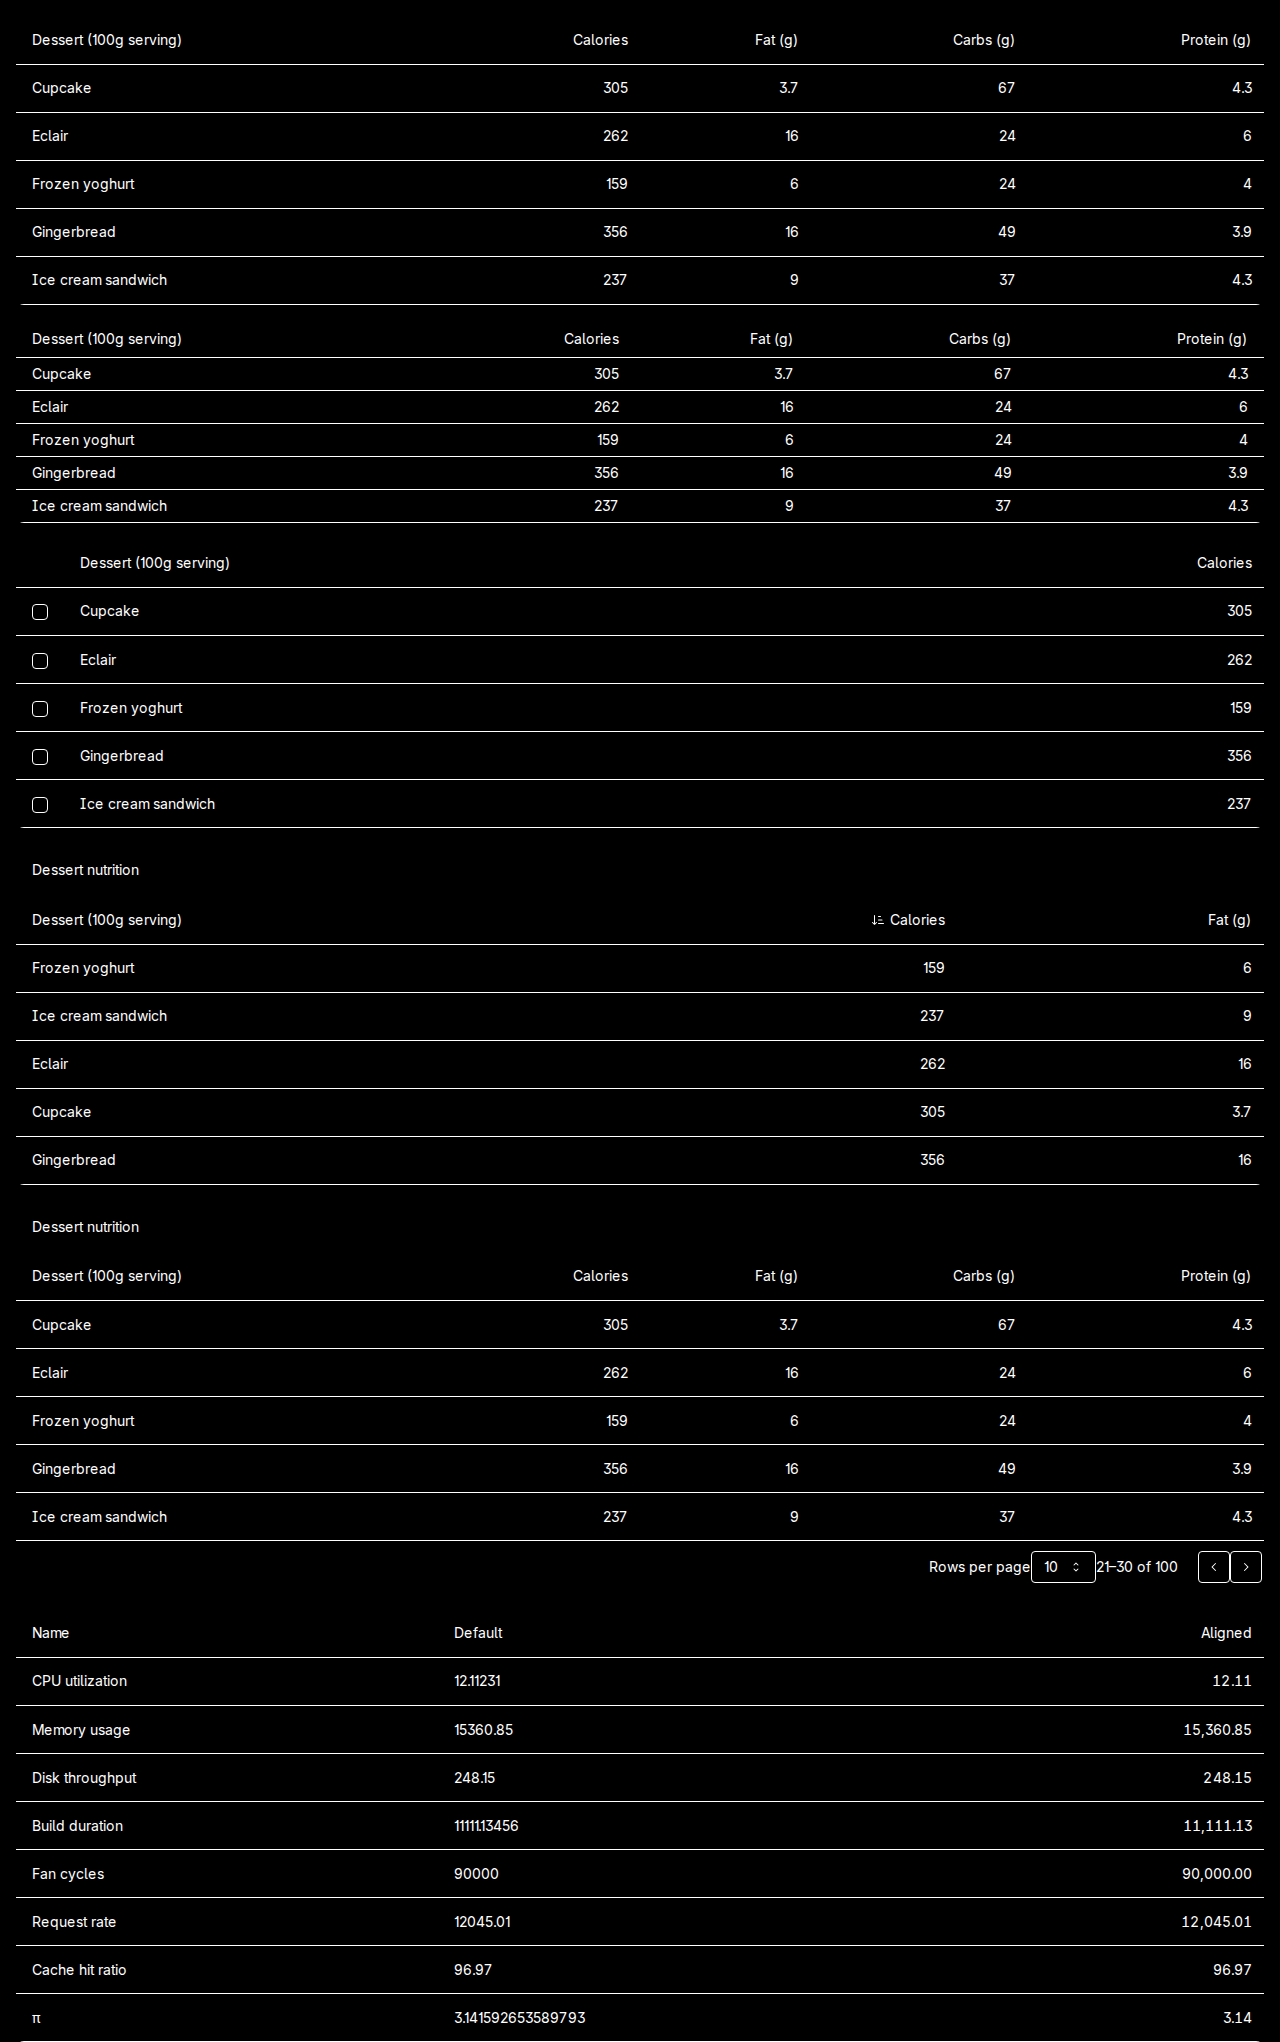 Dessert (100g serving) Calories Fat (g) Carbs (g) Protein (g)
Cupcake 305 3.7 67 4.3
Eclair 262 16 24 6
Frozen yoghurt 159 6 24 4
Gingerbread 356 16 49 3.9
Ice cream sandwich 237 9 37 4.3
Dessert (100g serving) Calories Fat (g) Carbs (g) Protein (g)
Cupcake 305 3.7 67 4.3
Eclair 262 16 24 6
Frozen yoghurt 159 6 24 4
Gingerbread 356 16 49 3.9
Ice cream sandwich 237 9 37 4.3
Dessert (100g serving) Calories
Cupcake 305
Eclair 262
Frozen yoghurt 159
Gingerbread 356
Ice cream sandwich 237
Dessert nutrition
Dessert (100g serving) Calories Fat (g)
Frozen yoghurt 159 6
Ice cream sandwich 237 9
Eclair 262 16
Cupcake 305 3.7
Gingerbread 356 16
Dessert nutrition
Dessert (100g serving) Calories Fat (g) Carbs (g) Protein (g)
Cupcake 305 3.7 67 4.3
Eclair 262 16 24 6
Frozen yoghurt 159 6 24 4
Gingerbread 356 16 49 3.9
Ice cream sandwich 237 9 37 4.3
Rows per page 10 21–30 of 100
Name Default Aligned
CPU utilization 12.11231 12.11
Memory usage 15360.85 15,360.85
Disk throughput 248.15 248.15
Build duration 11111.13456 11,111.13
Fan cycles 90000 90,000.00
Request rate 12045.01 12,045.01
Cache hit ratio 96.97 96.97
π 3.141592653589793 3.14